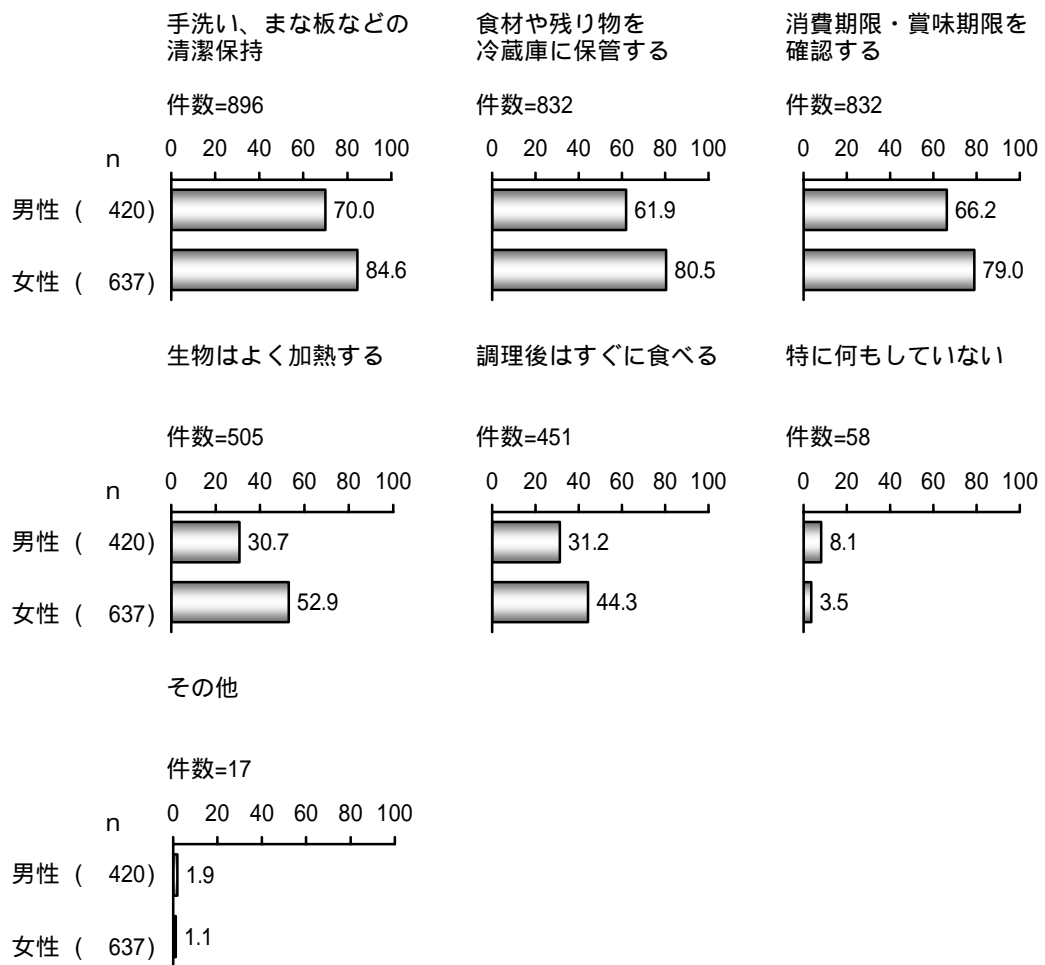 手洗い、まな板などの
清潔保持
食材や残り物を
冷蔵庫に保管する
消費期限・賞味期限を
確認する
件数=896
件数=832
件数=832
n 0 20 40 60 80 100
0 20 40 60 80 100
0 20 40 60 80 100
男性 ( 420) 70.0
61.9
66.2
女性 ( 637) 84.6
80.5
79.0
生物はよく加熱する
調理後はすぐに食べる
特に何もしていない
件数=505
件数=451
件数=58
n 0 20 40 60 80 100
0 20 40 60 80 100
0 20 40 60 80 100
男性 ( 420) 30.7
31.2
8.1
女性 ( 637) 52.9
44.3
3.5
その他
件数=17
n 0 20 40 60 80 100
男性 ( 420) 1.9
女性 ( 637) 1.1